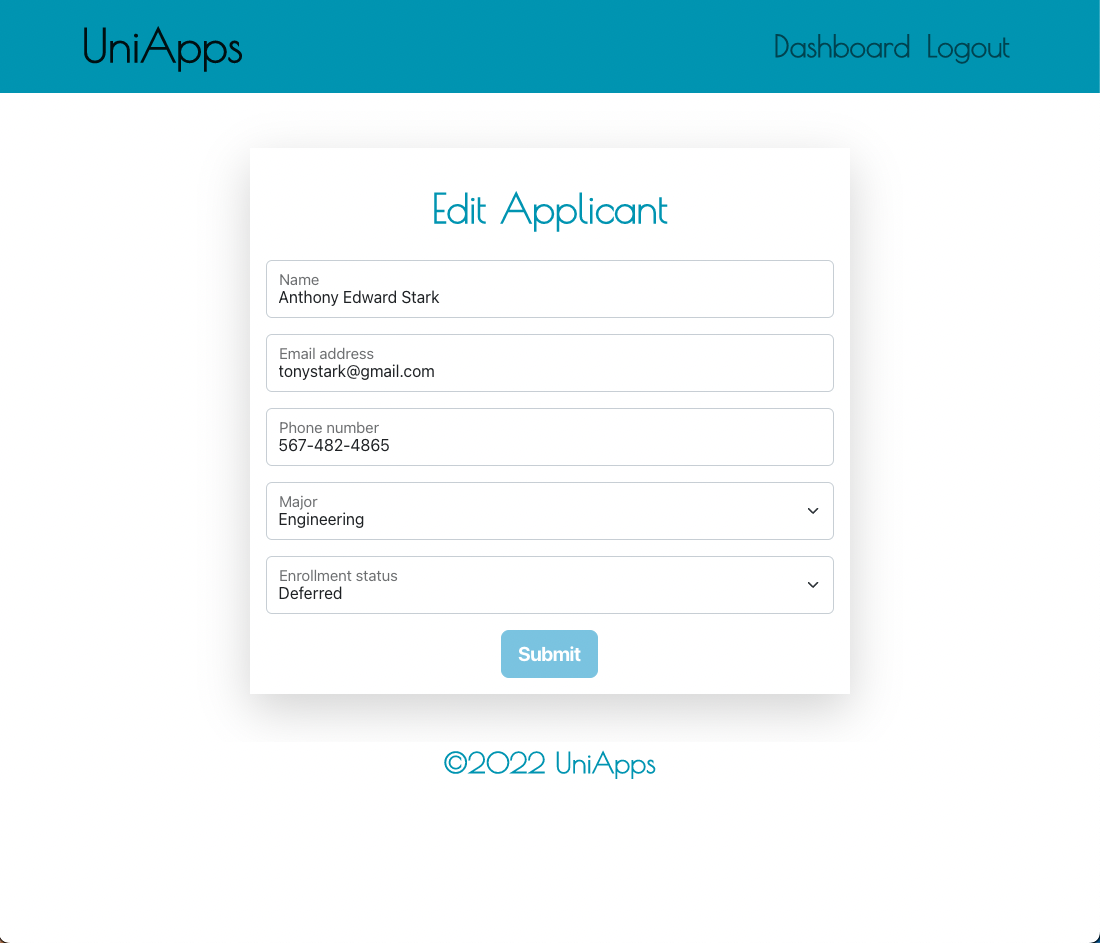 UniApps
Dashboard Logout
Edit Applicant
Name
Anthony Edward Stark
Email address
tonystark@gmail.com
Phone number
567-482-4865
Major
Engineering
Enrollment status
Deferred
Submit
©2022 UniApps